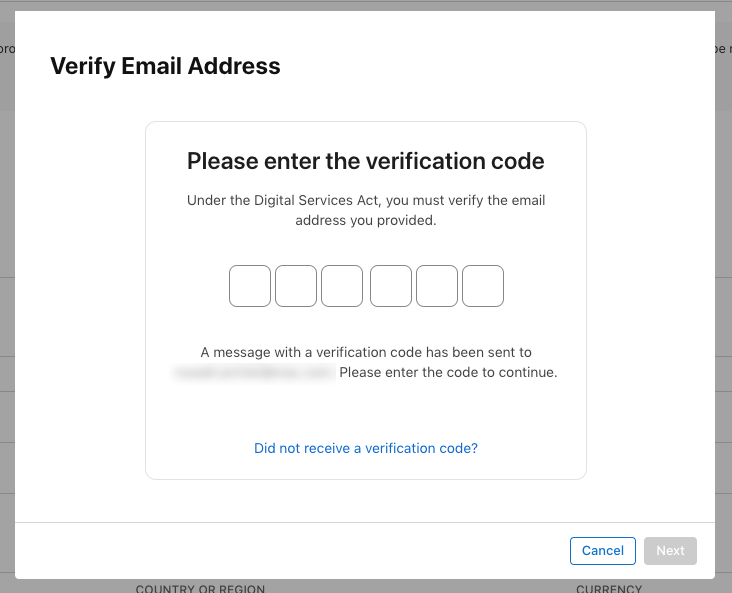 pro
be r
Verify Email Address
Please enter the verification code
Under the Digital Services Act, you must verify the email
address you provided.
A message with a verification code has been sent to
Please enter the code to continue.
Did not receive a verification code?
Cancel
Next
COUNTRY OR REGION
CURRENCY